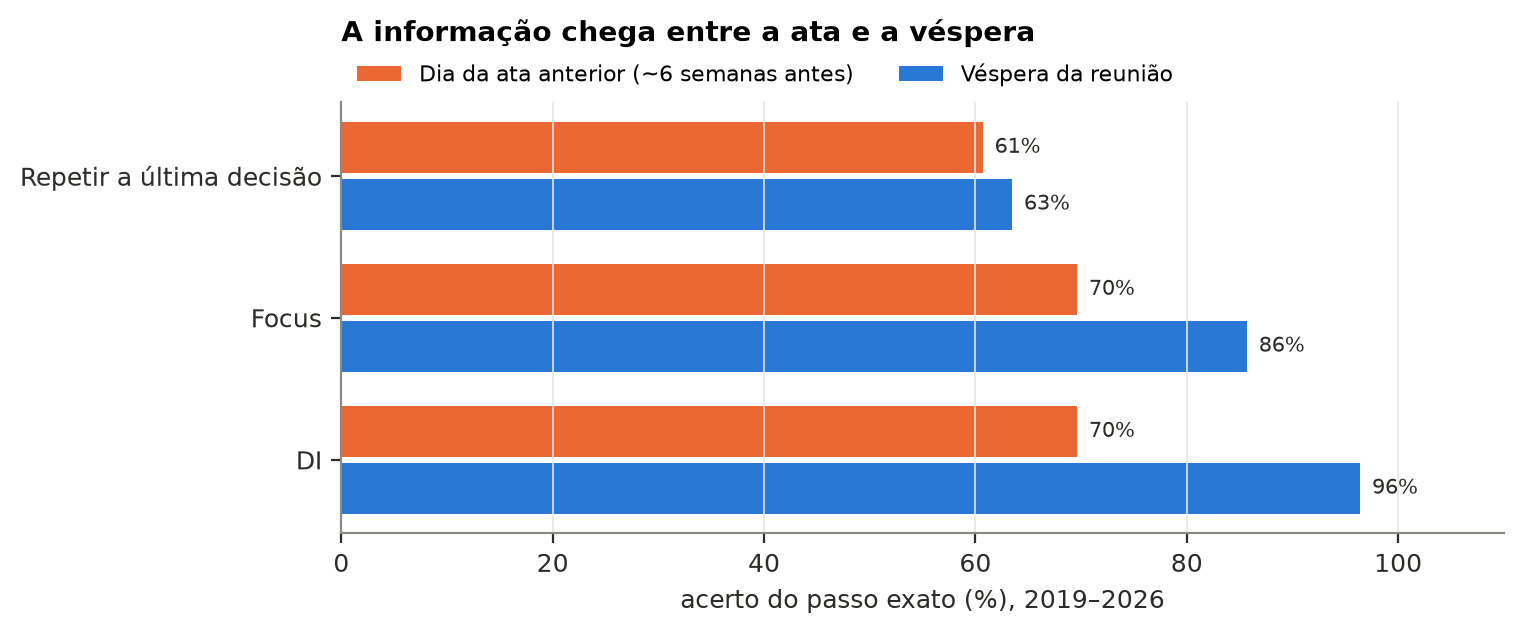 A informação chega entre a ata e a véspera
Dia da ata anterior (~6 semanas antes)
Véspera da reunião
Repetir a última decisão
61%
63%
Focus
70%
86%
DI
70%
96%
0 20 40 60 80 100
acerto do passo exato (%), 2019–2026